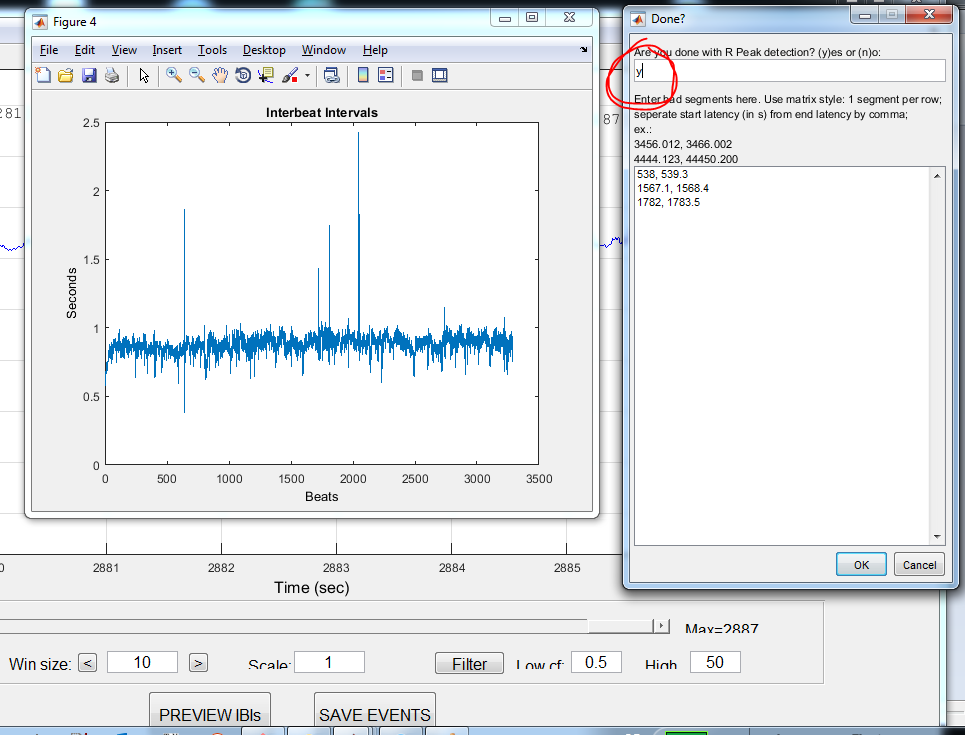 Figure 4
File Edit View Insert Tools Desktop Window Help
Interbeat Intervals
2.5
2
1.5
1
0.5
0
Seconds
0 500 1000 1500 2000 2500 3000 3500
Beats
Done?
Are you done with R Peak detection? (y)es or (n)o:
y
Enter bad segments here. Use matrix style: 1 segment per row;
seperate start latency (in s) from end latency by comma;
ex.:
3456.012, 3466.002
4444.123, 44450.200
538, 539.3
1567.1, 1568.4
1782, 1783.5
OK Cancel
2881 2882 2883 2884 2885
Time (sec)
Max=2887
Win size: < 10 > Scale: 1 Filter Low cf: 0.5 High 50
PREVIEW IBIs SAVE EVENTS